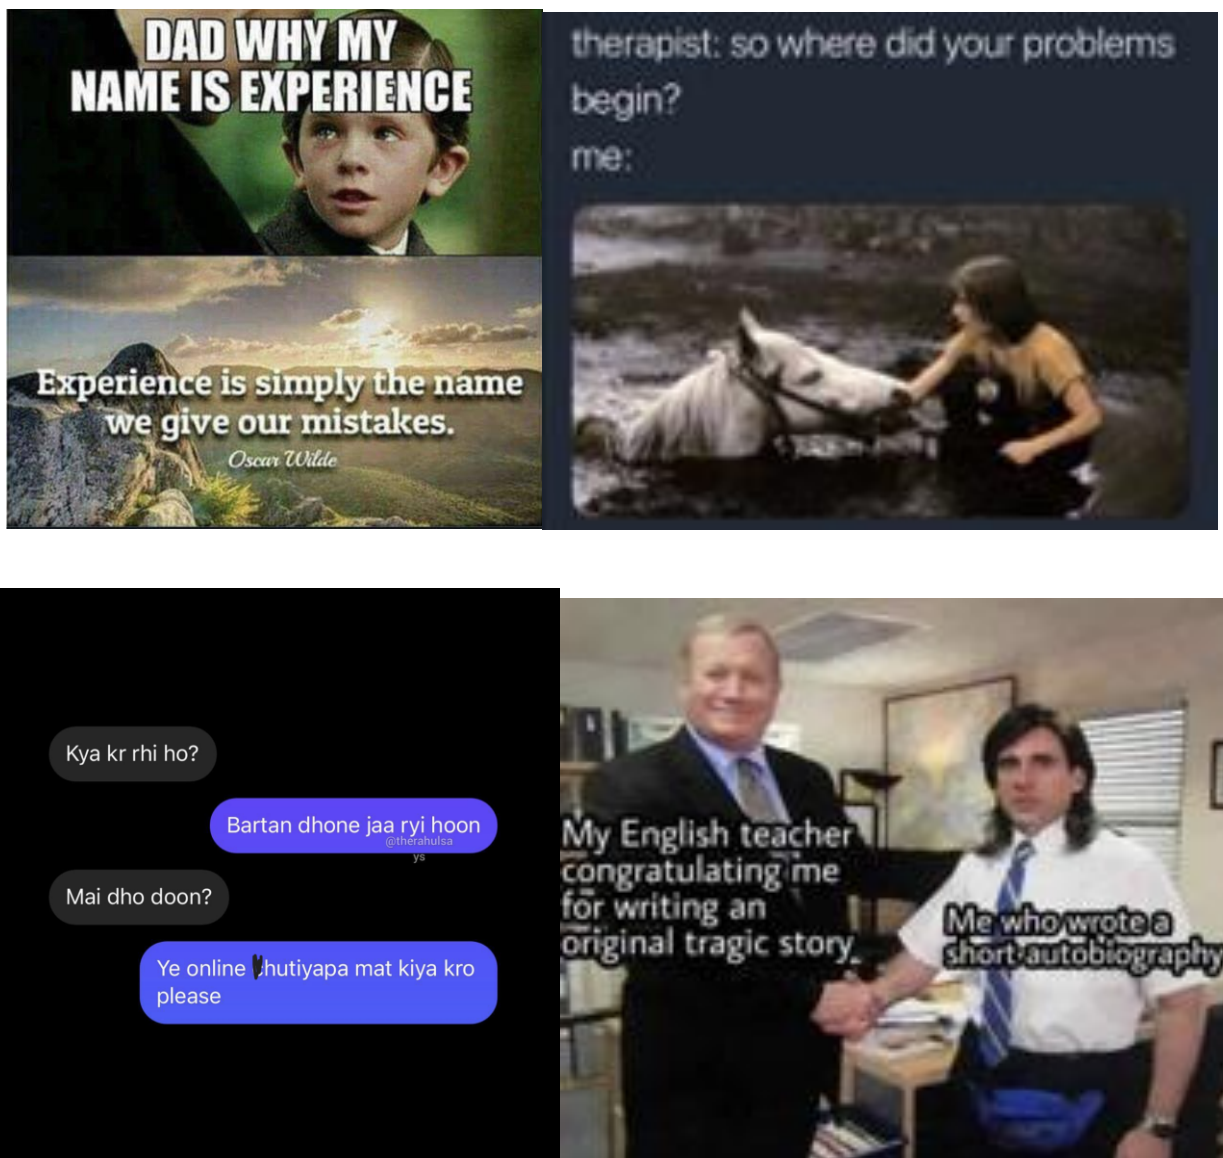 DAD WHY MY
NAME IS EXPERIENCE
Experience is simply the name
we give our mistakes.
Oscar Wilde
therapist: so where did your problems
begin?
me:
Kya kr rhi ho?
Bartan dhone jaa ryi hoon
@therahulsa
ys
Mai dho doon?
Ye online chutiyapa mat kiya kro
please
My English teacher
congratulating me
for writing an
original tragic story.
Me who wrote a
short autobiography